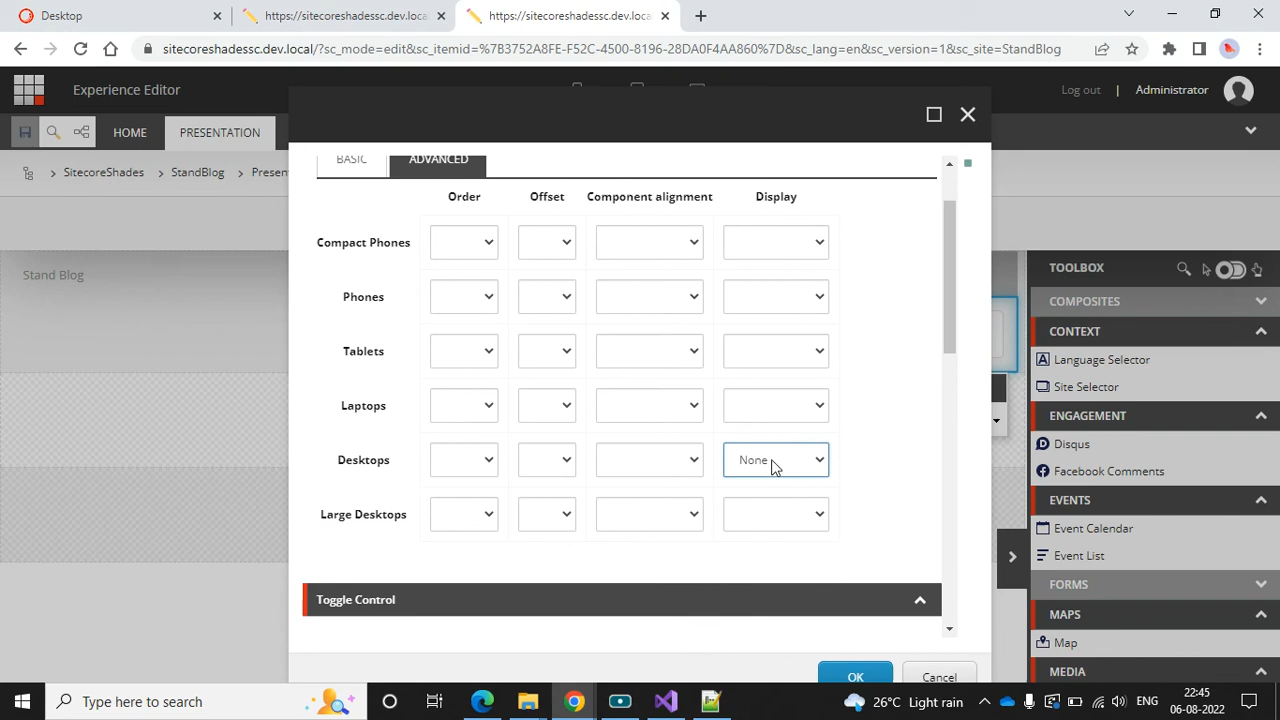 Desktop
https://sitecoreshadessc.dev.loca
https://sitecoreshadessc.dev.loca
sitecoreshadessc.dev.local/?sc_mode=edit&sc_itemid=%7B3752A8FE-F52C-4500-8196-28DA0F4AA860%7D&sc_lang=en&sc_version=1&sc_site=StandBlog
Experience Editor
Log out | Administrator
HOME
PRESENTATION
SitecoreShades > StandBlog > Presen
Stand Blog
BASIC
ADVANCED
Order Offset Component alignment Display
Compact Phones
Phones
Tablets
Laptops
Desktops None
Large Desktops
Toggle Control
OK
Cancel
TOOLBOX
COMPOSITES
CONTEXT
Language Selector
Site Selector
ENGAGEMENT
Disqus
Facebook Comments
EVENTS
Event Calendar
Event List
FORMS
MAPS
Map
MEDIA
Type here to search
26°C Light rain
ENG
22:45
06-08-2022